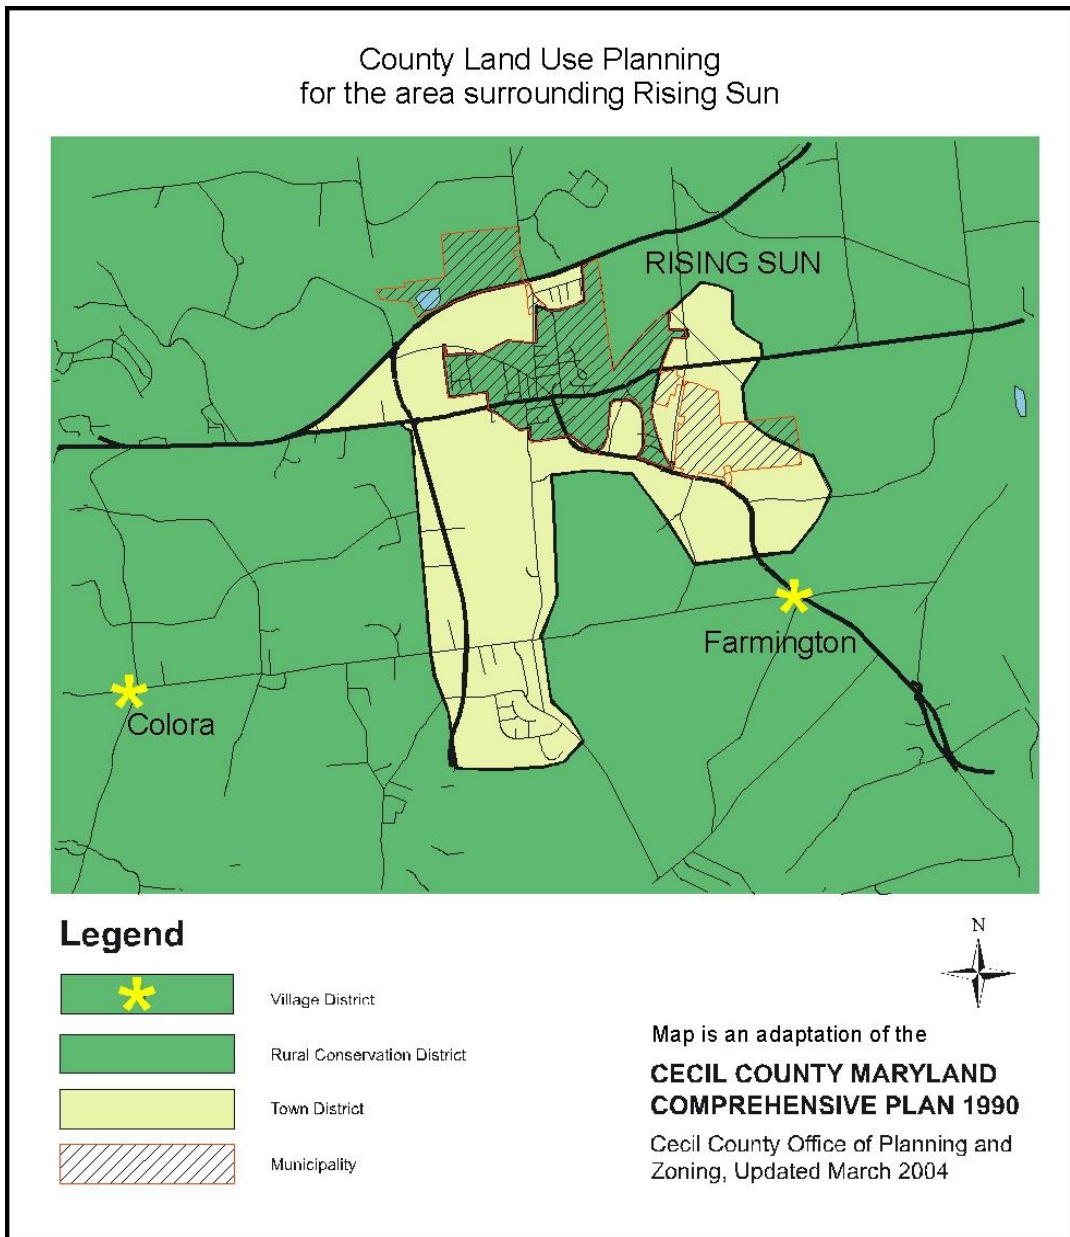 County Land Use Planning
for the area surrounding Rising Sun
RISING SUN
Farmington
Colora
Legend
Village District
Rural Conservation District
Town District
Municipality
N
Map is an adaptation of the
CECIL COUNTY MARYLAND
COMPREHENSIVE PLAN 1990
Cecil County Office of Planning and
Zoning, Updated March 2004